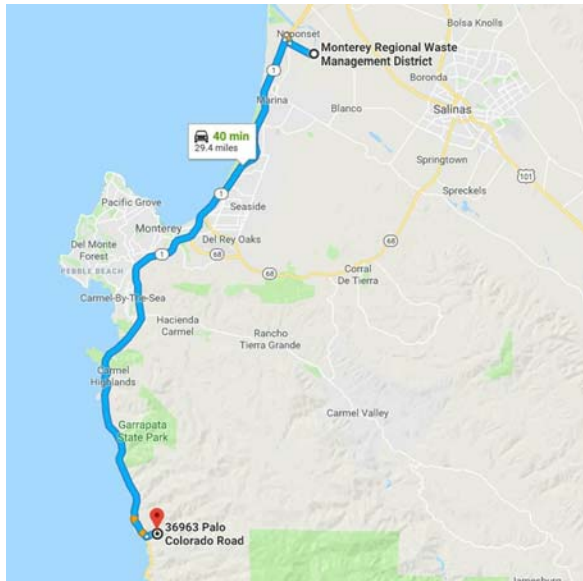 Bolsa Knolls
Neponset
Monterey Regional Waste
Management District
Boronda
1
Marina
Blanco
Salinas
40 min
29.4 miles
Springtown
101
1
Pacific Grove
Seaside
Spreckels
Monterey
Del Monte
Forest
Del Rey Oaks
68
68
1
PEBBLE BEACH
68
Corral
De Tierra
Carmel-By-The-Sea
Hacienda
Carmel
Rancho
Tierra Grande
Carmel
Highlands
Carmel Valley
Garrapata
State Park
36963 Palo
Colorado Road